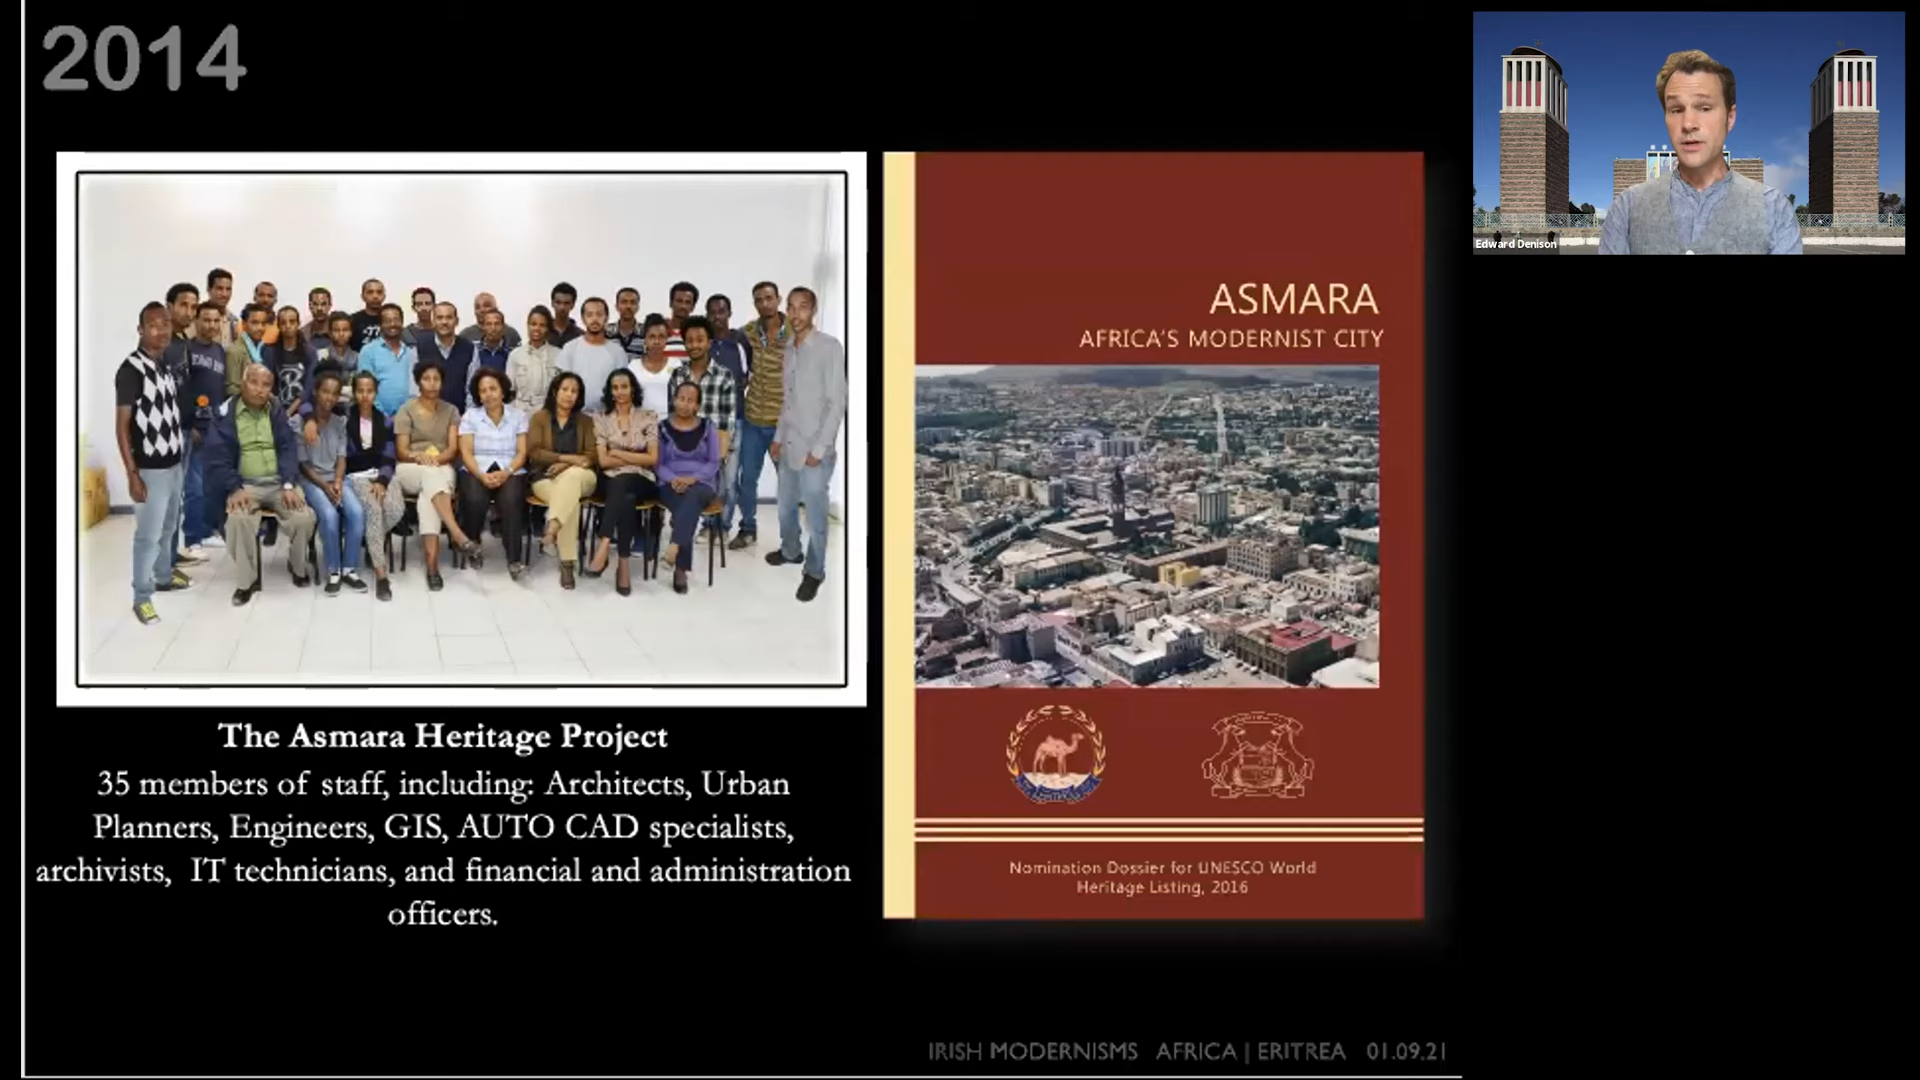 2014
Edward Denison
ASMARA
AFRICA'S MODERNIST CITY
The Asmara Heritage Project
35 members of staff, including: Architects, Urban
Planners, Engineers, GIS, AUTO CAD specialists,
archivists, IT technicians, and financial and administration
officers.
Nomination Dossier for UNESCO World
Heritage Listing, 2016
IRISH MODERNISMS AFRICA | ERITREA 01.09.21